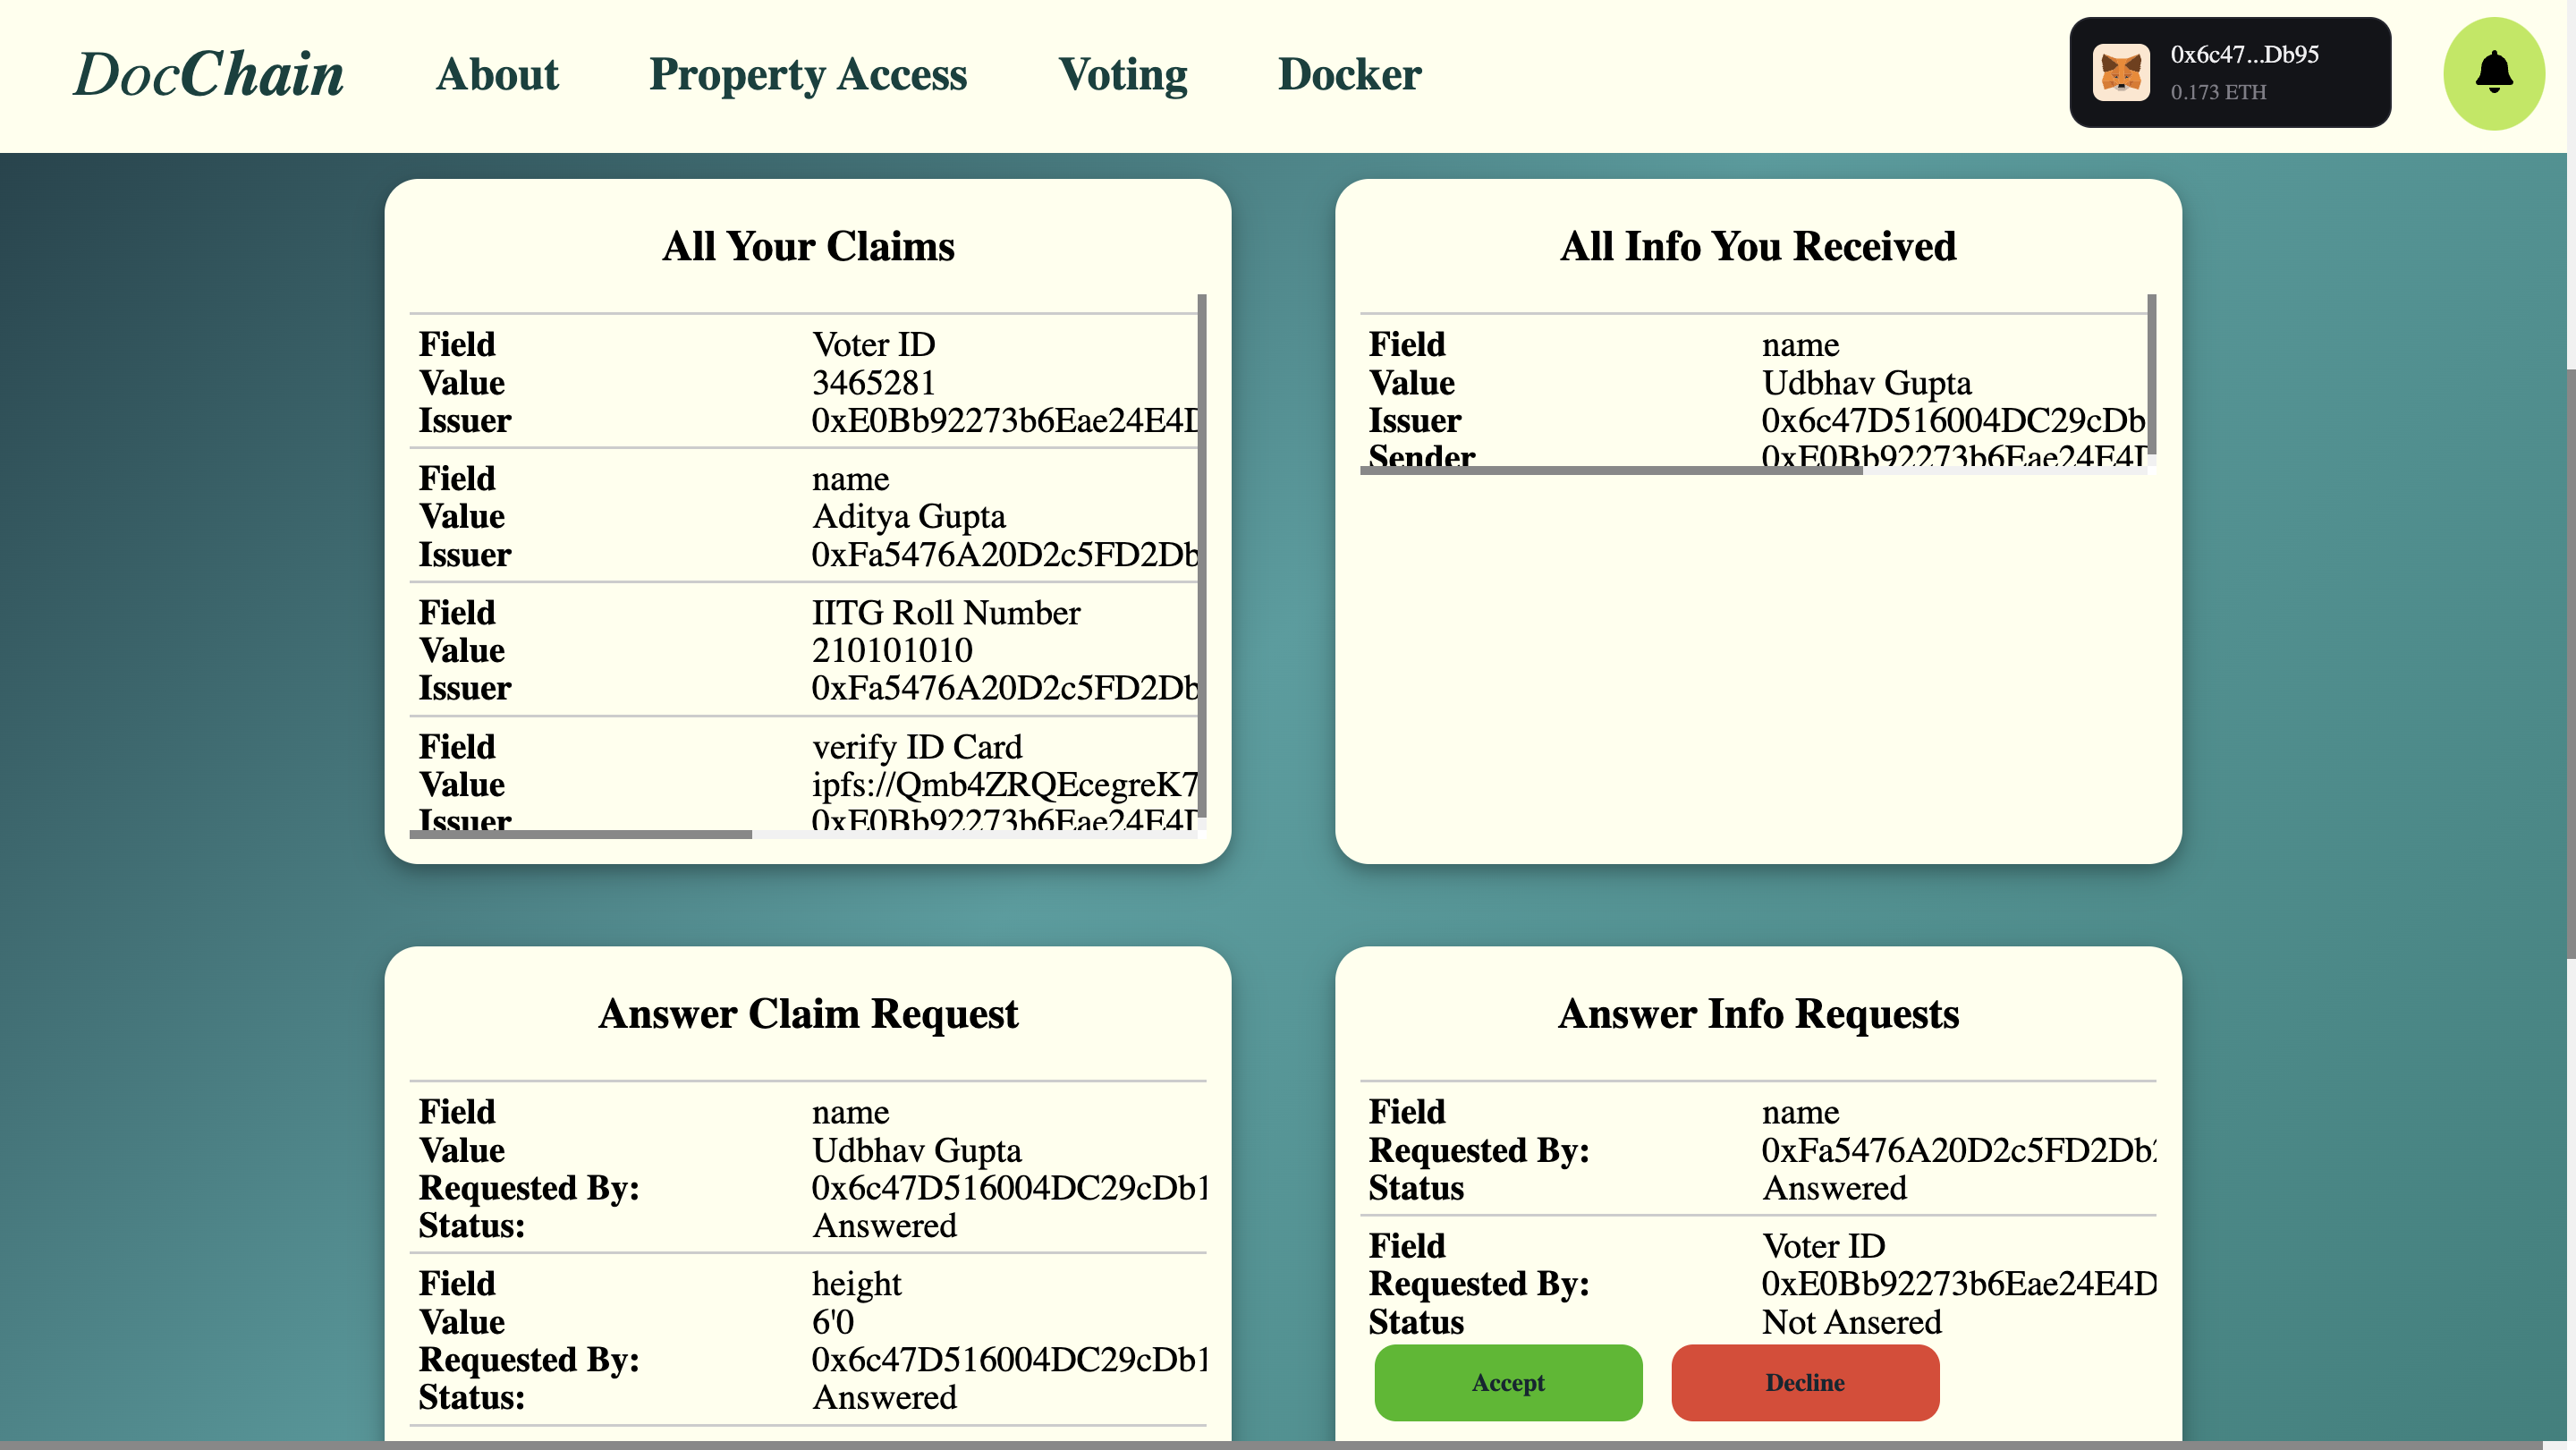 DocChain About Property Access Voting Docker
0x6c47...Db95
0.173 ETH
All Your Claims
Field Voter ID
Value 3465281
Issuer 0xE0Bb92273b6Eae24E4D
Field name
Value Aditya Gupta
Issuer 0xFa5476A20D2c5FD2Db
Field IITG Roll Number
Value 210101010
Issuer 0xFa5476A20D2c5FD2Db
Field verify ID Card
Value ipfs://Qmb4ZRQEcegreK7
Issuer 0xE0Bb92273b6Eae24E4D
All Info You Received
Field name
Value Udbhav Gupta
Issuer 0x6c47D516004DC29cDb
Sender 0xE0Bb92273b6Eae24E4D
Answer Claim Request
Field name
Value Udbhav Gupta
Requested By: 0x6c47D516004DC29cDb1
Status: Answered
Field height
Value 6'0
Requested By: 0x6c47D516004DC29cDb1
Status: Answered
Answer Info Requests
Field name
Requested By: 0xFa5476A20D2c5FD2Db2
Status Answered
Field Voter ID
Requested By: 0xE0Bb92273b6Eae24E4D
Status Not Ansered
Accept Decline